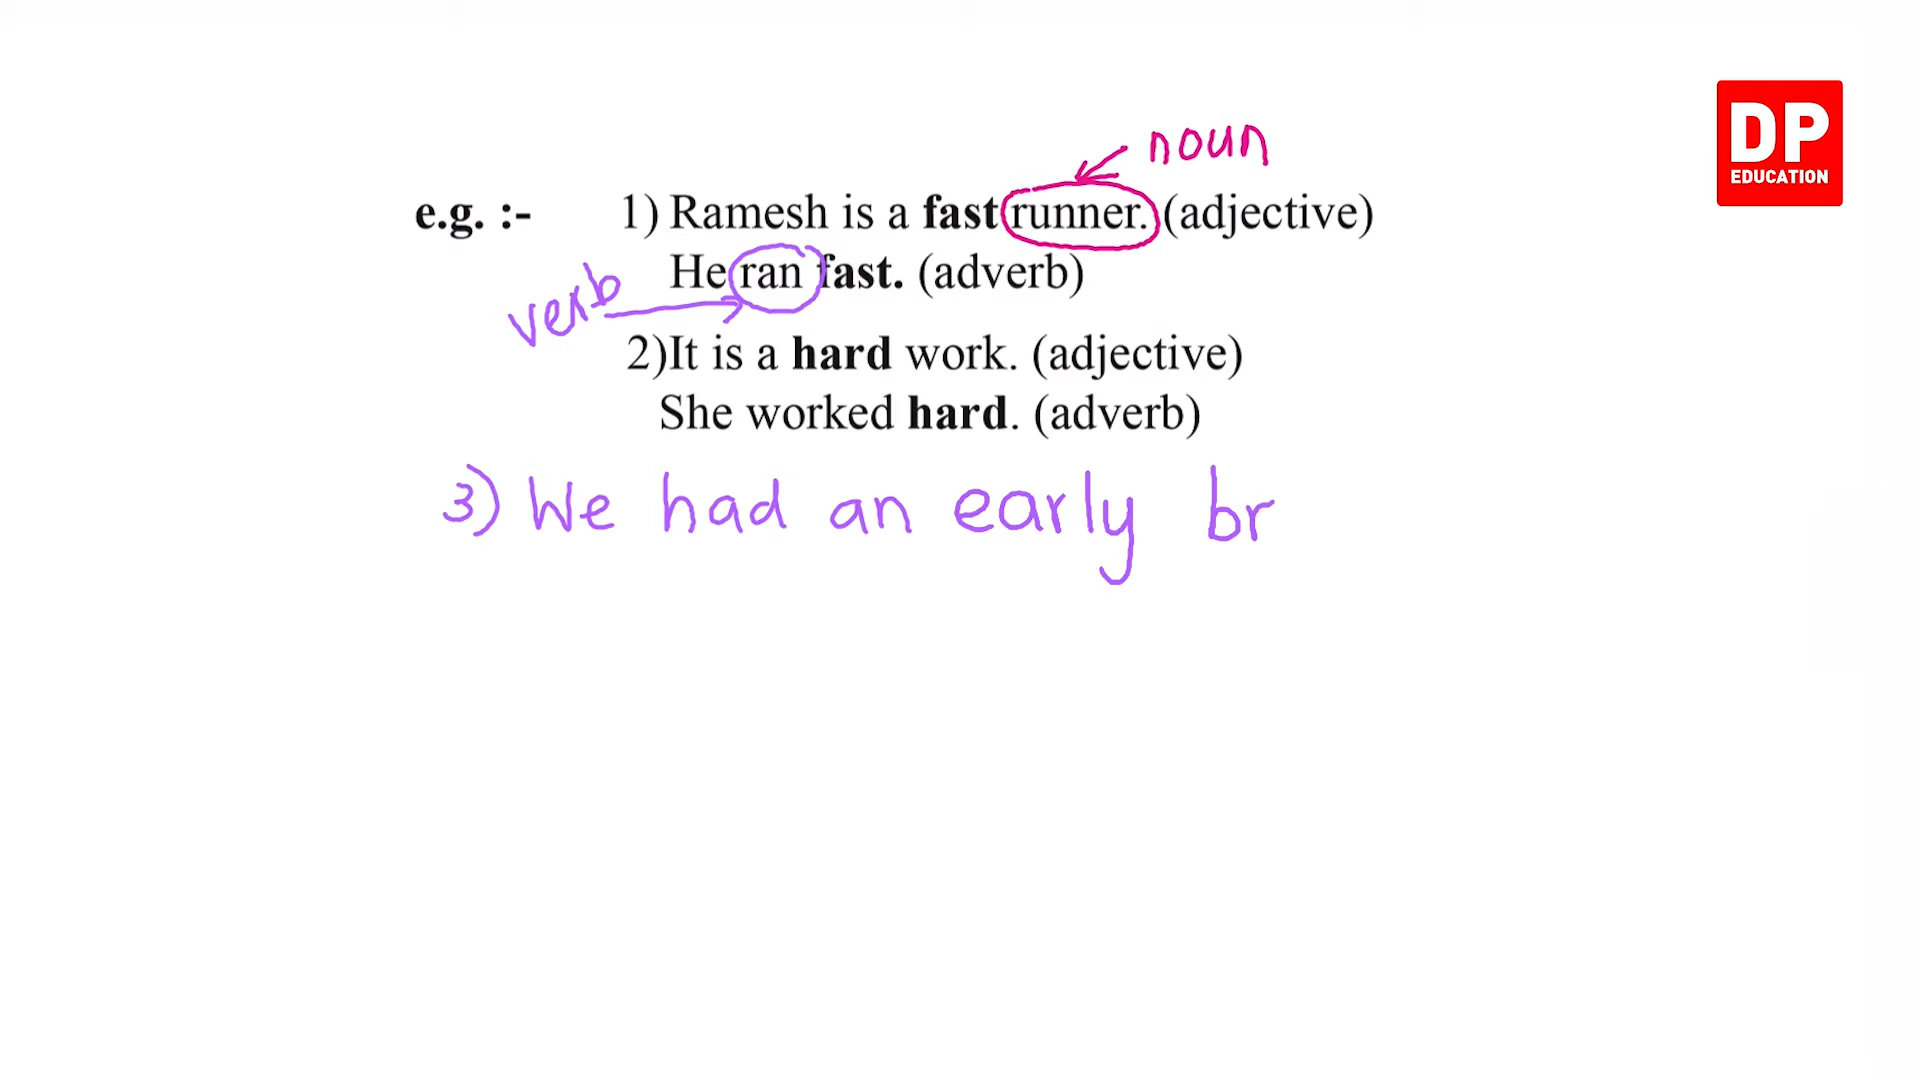 DP
EDUCATION
noun
e.g. :- 1) Ramesh is a fast runner. (adjective)
He ran fast. (adverb)
verb
2)It is a hard work. (adjective)
She worked hard. (adverb)
3) We had an early br